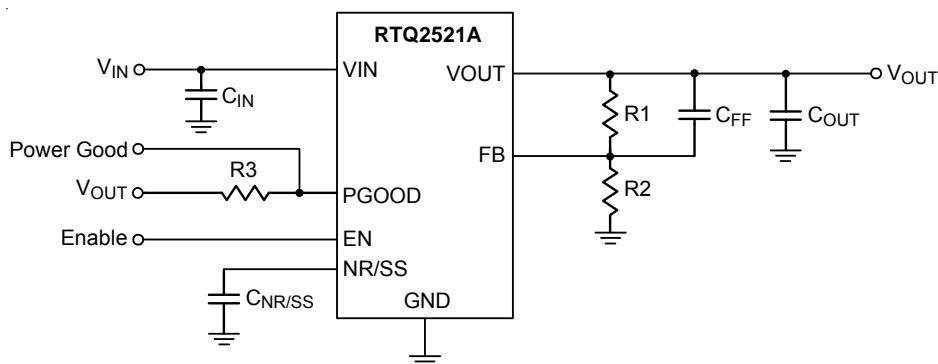 RTQ2521A
VIN
VIN
VOUT
VOUT
CIN
R1
CFF
COUT
Power Good
FB
R3
R2
VOUT
PGOOD
Enable
EN
NR/SS
CNR/SS
GND